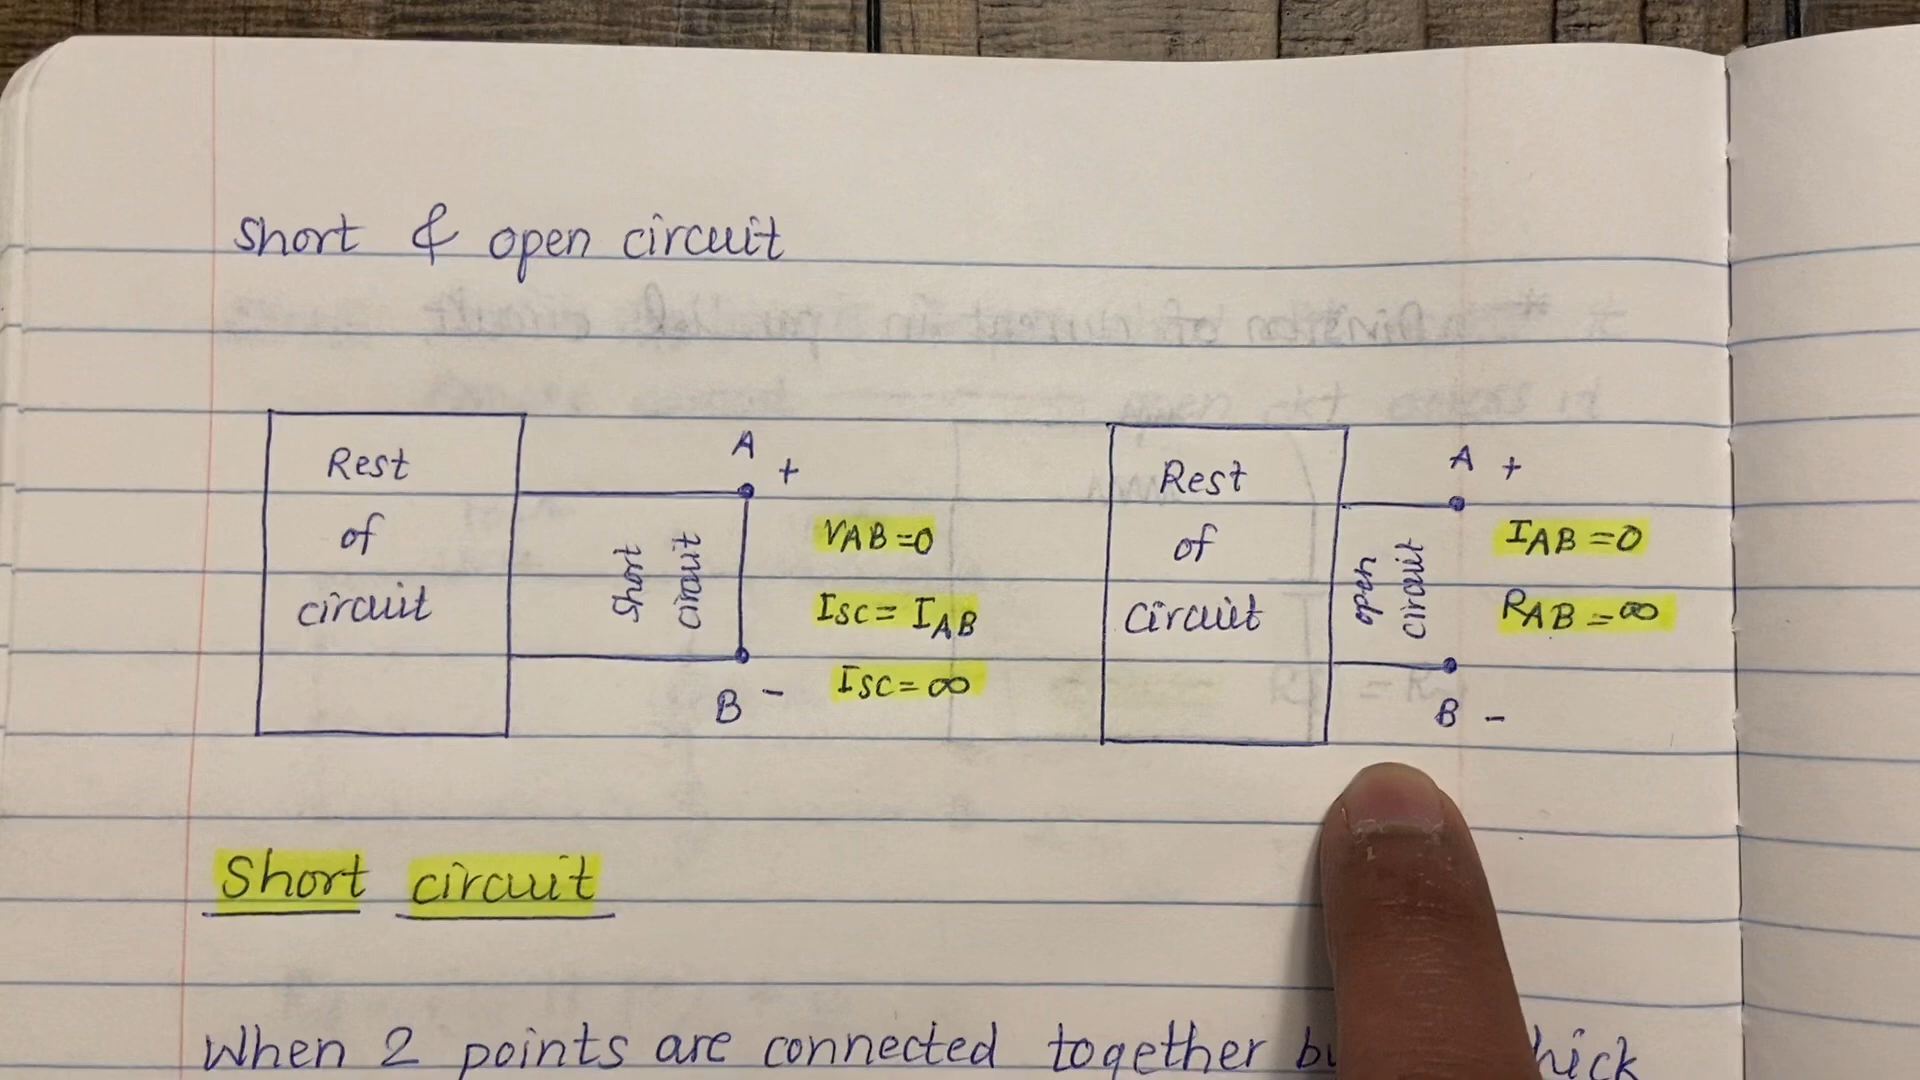 Short & open circuit
Rest
of
circuit
Short
circuit
A +
VAB=0
ISC= IAB
ISC= ∞
B -
Rest
of
circuit
open
circuit
A +
IAB=0
RAB=∞
B -
Short circuit
When 2 points are connected together